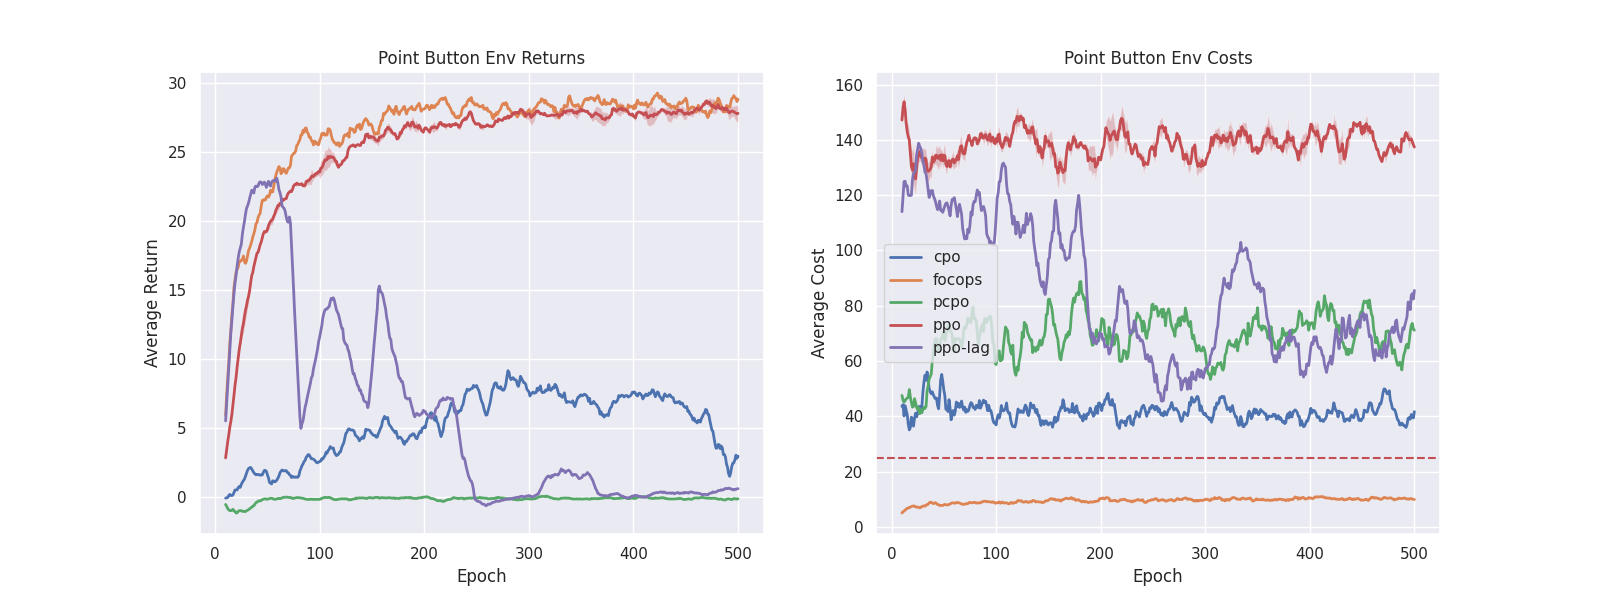 Point Button Env Returns
30
25
20
15
10
5
0
Average Return
0 100 200 300 400 500
Epoch
Point Button Env Costs
160
140
120
100
80
60
40
20
0
Average Cost
cpo
focops
pcpo
ppo
ppo-lag
0 100 200 300 400 500
Epoch